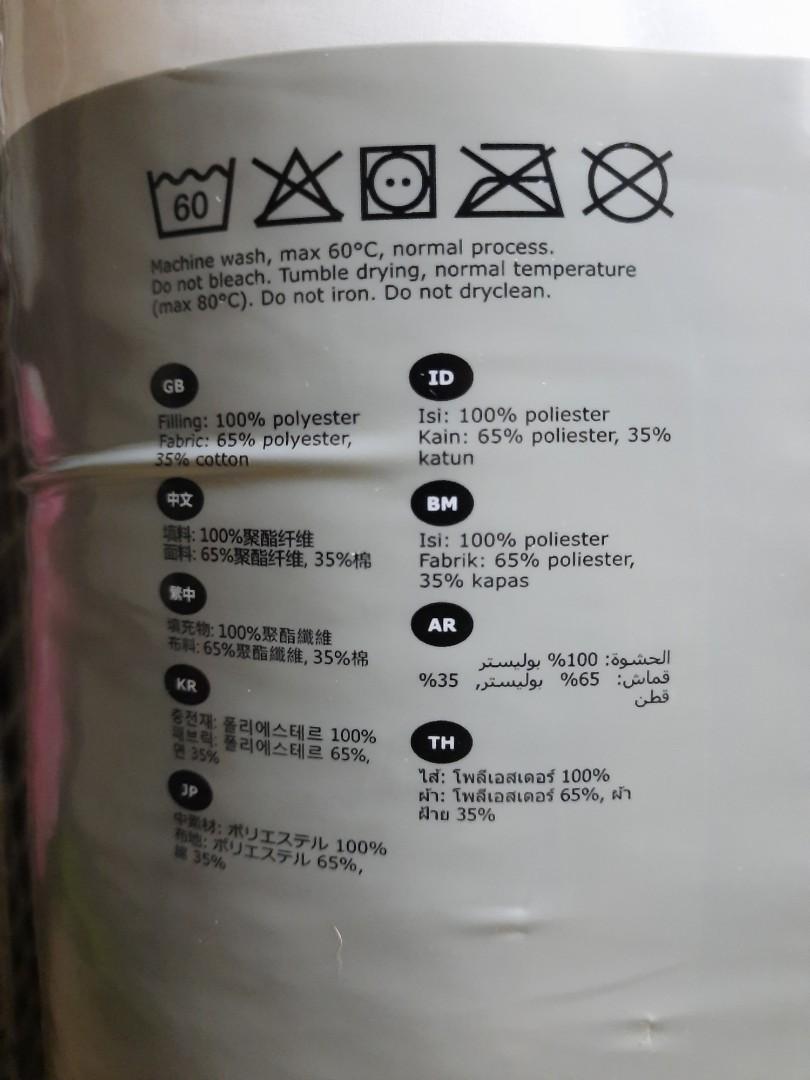 60
Machine wash, max 60°C, normal process.
Do not bleach. Tumble drying, normal temperature
(max 80°C). Do not iron. Do not dryclean.
GB
Filling: 100% polyester
Fabric: 65% polyester,
35% cotton
中文
填料: 100%聚酯纤维
面料: 65%聚酯纤维, 35%棉
繁中
填充物: 100%聚酯纖維
布料: 65%聚酯纖維, 35%棉
KR
충전재: 폴리에스테르 100%
패브릭: 폴리에스테르 65%,
면 35%
JP
中素材: ポリエステル 100%
布地: ポリエステル 65%,
綿 35%
ID
Isi: 100% poliester
Kain: 65% poliester, 35%
katun
BM
Isi: 100% poliester
Fabrik: 65% poliester,
35% kapas
AR
الحشوة: 100% بوليستر
قماش: 65% بوليستر, 35%
قطن
TH
ไส้: โพลีเอสเตอร์ 100%
ผ้า: โพลีเอสเตอร์ 65%, ผ้า
ฝ้าย 35%